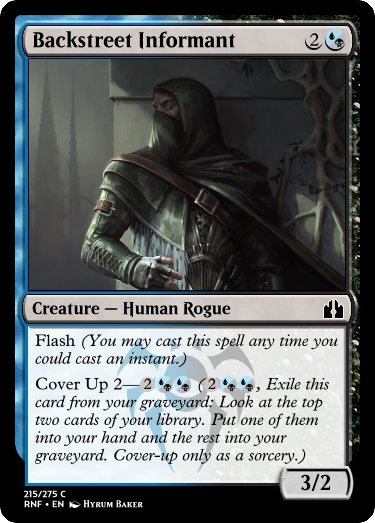 Backstreet Informant 2
Creature — Human Rogue
Flash (You may cast this spell any time you
could cast an instant.)
Cover Up 2—2 (2, Exile this
card from your graveyard: Look at the top
two cards of your library. Put one of them
into your hand and the rest into your
graveyard. Cover-up only as a sorcery.)
3/2
215/275 C
RNF • EN Hyrum Baker